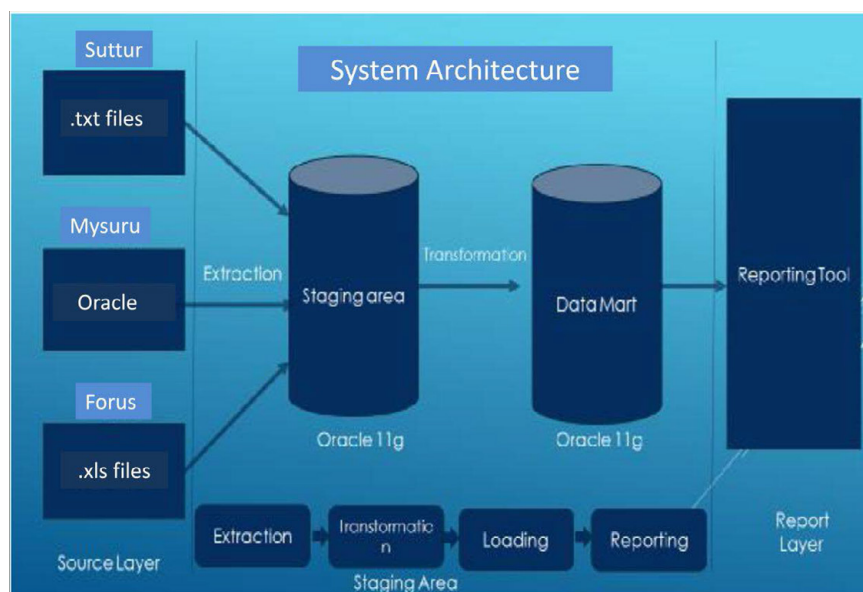 System Architecture
Suttur
.txt files
Mysuru
Oracle
Forus
.xls files
Source Layer
Extraction
Staging area
Oracle 11g
Transformation
Data Mart
Oracle 11g
Reporting Tool
Report
Layer
Extraction
Transformatio
n
Loading
Reporting
Staging Area